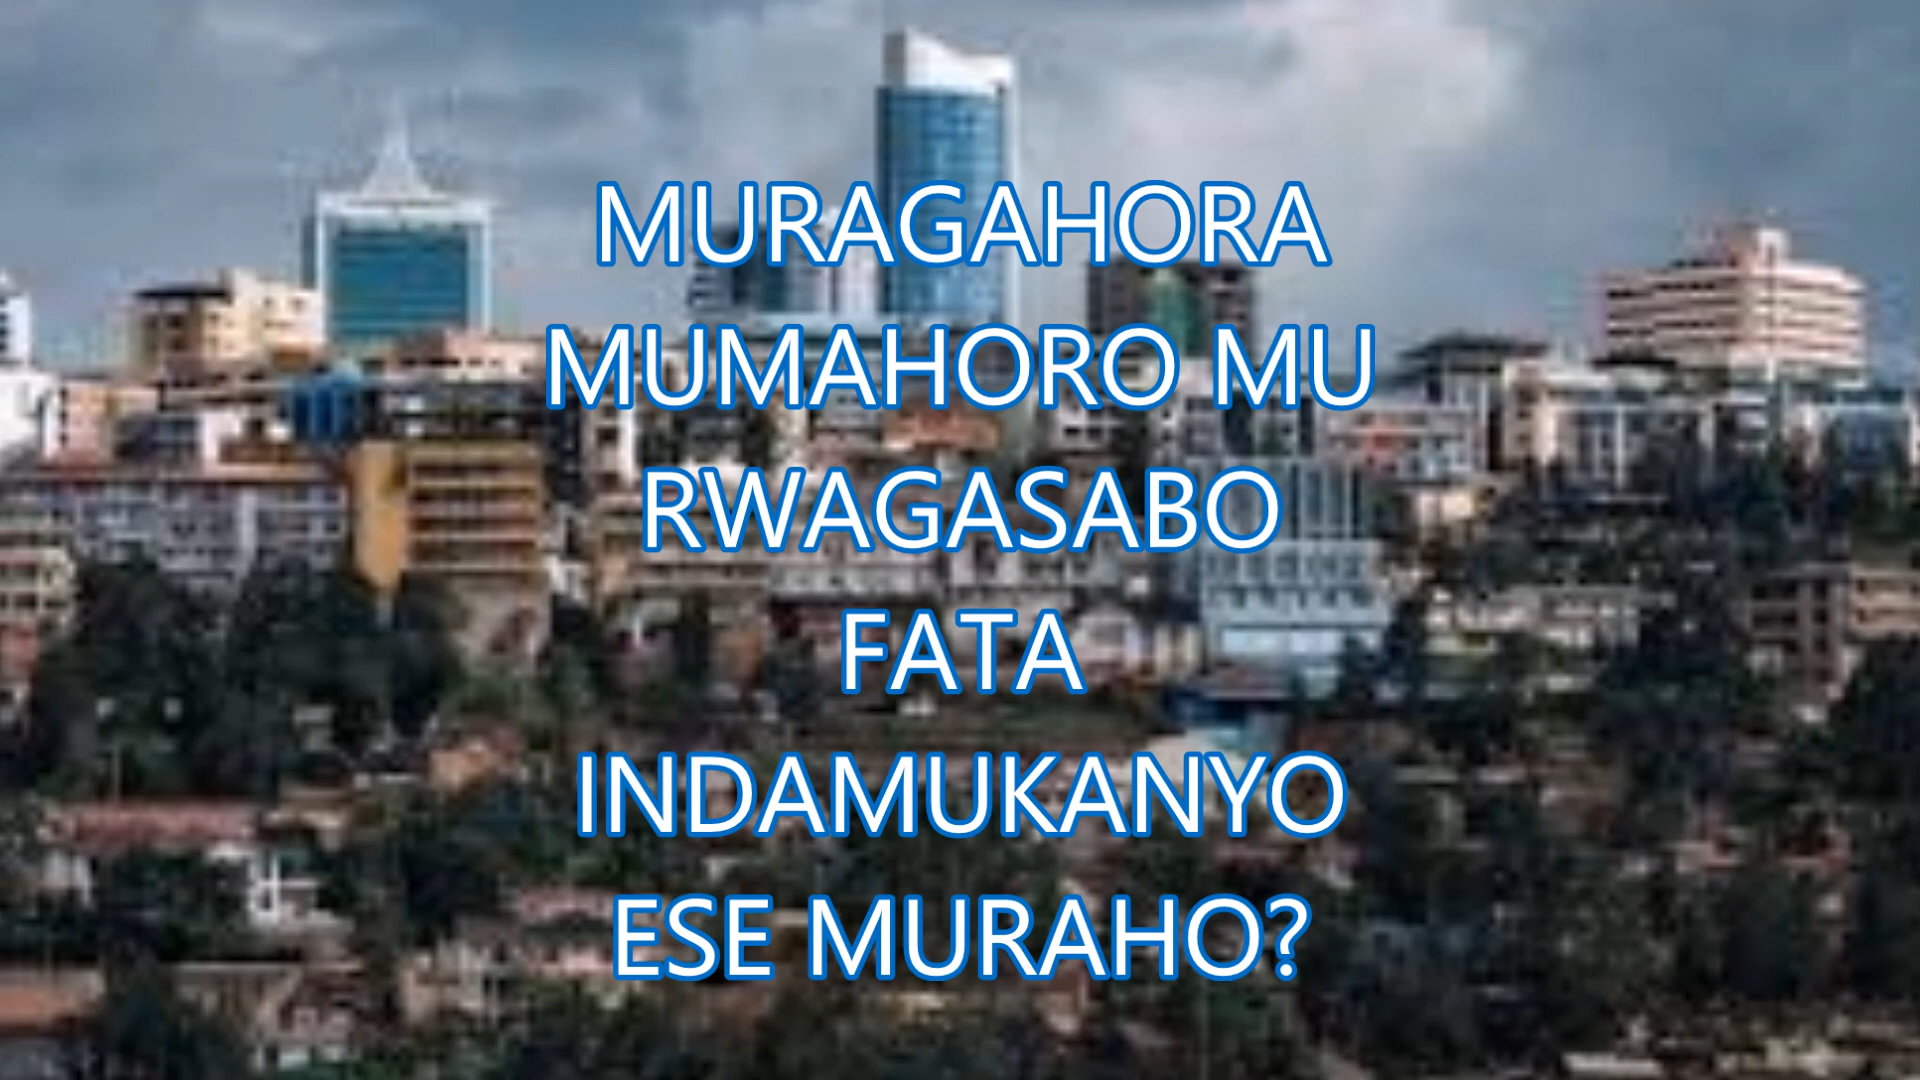 MURAGAHORA
MUMAHORO MU
RWAGASABO
FATA
INDAMUKANYO
ESE MURAHO?